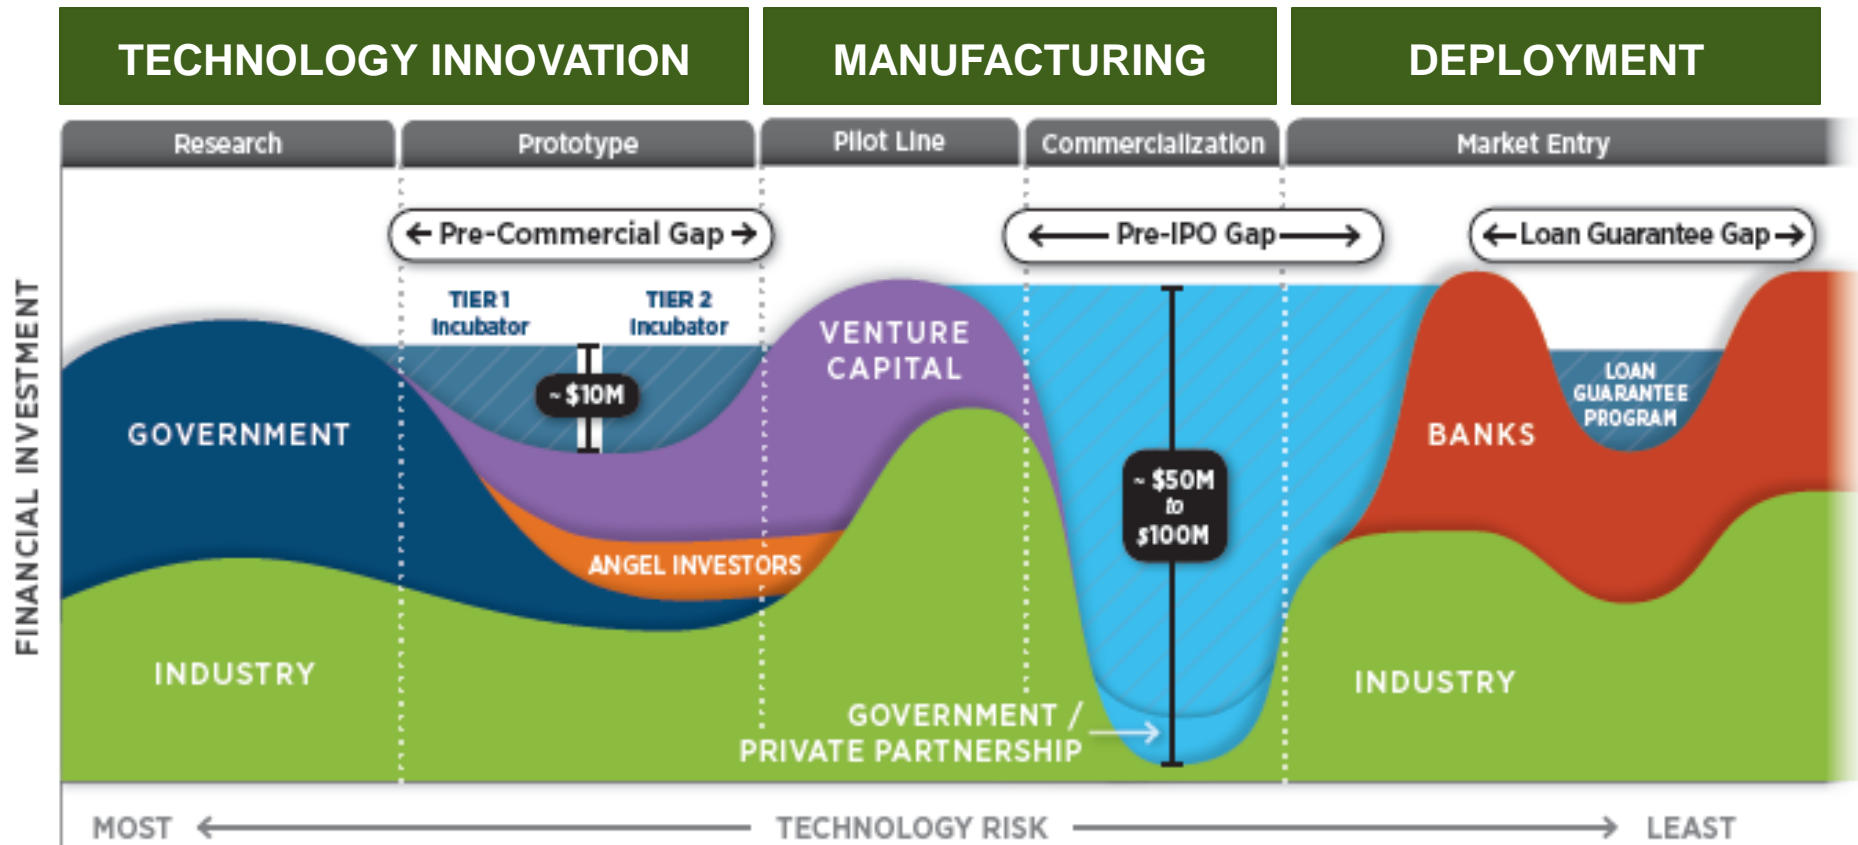 TECHNOLOGY INNOVATION
MANUFACTURING
DEPLOYMENT
Research
Prototype
Pilot Line
Commercialization
Market Entry
Pre-Commercial Gap
Pre-IPO Gap
Loan Guarantee Gap
FINANCIAL INVESTMENT
TIER 1
Incubator
TIER 2
Incubator
~ $10M
GOVERNMENT
VENTURE
CAPITAL
ANGEL INVESTORS
INDUSTRY
~ $50M
to
$100M
GOVERNMENT /
PRIVATE PARTNERSHIP
BANKS
LOAN
GUARANTEE
PROGRAM
INDUSTRY
MOST
TECHNOLOGY RISK
LEAST